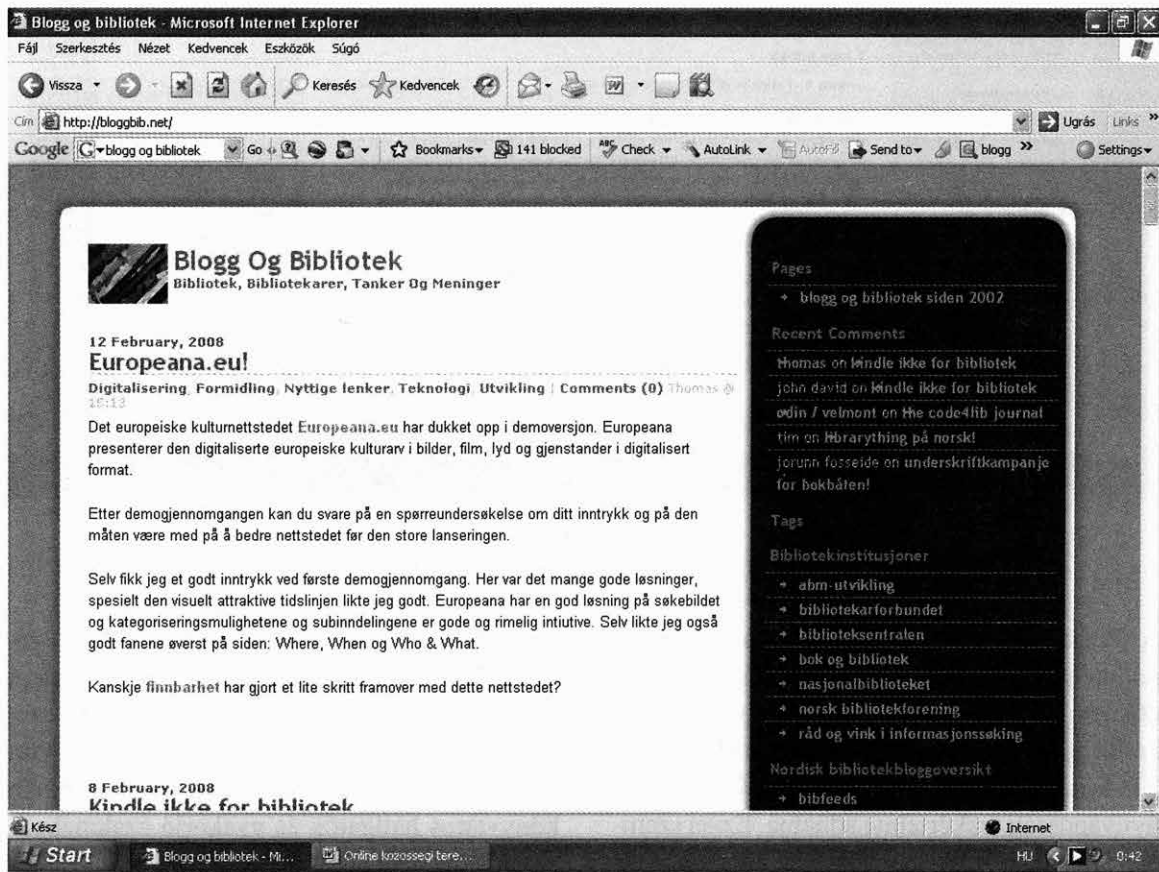 Blogg og bibliotek - Microsoft Internet Explorer
Fájl Szerkesztés Nézet Kedvencek Eszközök Súgó
Vissza Keresés Kedvencek
Cím http://bloggbib.net/ Ugrás Links »
Google G blogg og bibliotek Go Bookmarks 141 blocked ABC Check AutoLink AutoFill Send to blogg » Settings
Blogg Og Bibliotek
Bibliotek, Bibliotekarer, Tanker Og Meninger
12 February, 2008
Europeana.eu!
Digitalisering, Formidling, Nyttige lenker, Teknologi, Utvikling | Comments (0) Thomas @
15:13
Det europeiske kulturnettstedet Europeana.eu har dukket opp i demoversjon. Europeana
presenterer den digitaliserte europeiske kulturarv i bilder, film, lyd og gjenstander i digitalisert
format.
Etter demogjennomgangen kan du svare på en spørreundersøkelse om ditt inntrykk og på den
måten være med på å bedre nettstedet før den store lanseringen.
Selv fikk jeg et godt inntrykk ved første demogjennomgang. Her var det mange gode løsninger,
spesielt den visuelt attraktive tidslinjen likte jeg godt. Europeana har en god løsning på søkebildet
og kategoriseringsmulighetene og subinndelingene er gode og rimelig intiutive. Selv likte jeg også
godt fanene øverst på siden: Where, When og Who & What.
Kanskje finnbarhet har gjort et lite skritt framover med dette nettstedet?
8 February, 2008
Kindle ikke for bibliotek
Pages
blogg og bibliotek siden 2002
Recent Comments
thomas on kindle ikke for bibliotek
john david on kindle ikke for bibliotek
ødin / velmont on the code4lib journal
tim on librarything på norsk!
jorunn fosseide on underskriftkampanje
for bokbåten!
Tags
Bibliotekinstitusjoner
abm-utvikling
bibliotekarforbundet
biblioteksentralen
bok og bibliotek
nasjonalbiblioteket
norsk bibliotekforening
råd og vink i informasjonssøking
Nordisk bibliotekbloggoversikt
bibfeeds
Kész Internet
Start Blogg og bibliotek - Mi... Online kozossegi tere... HU 0:42